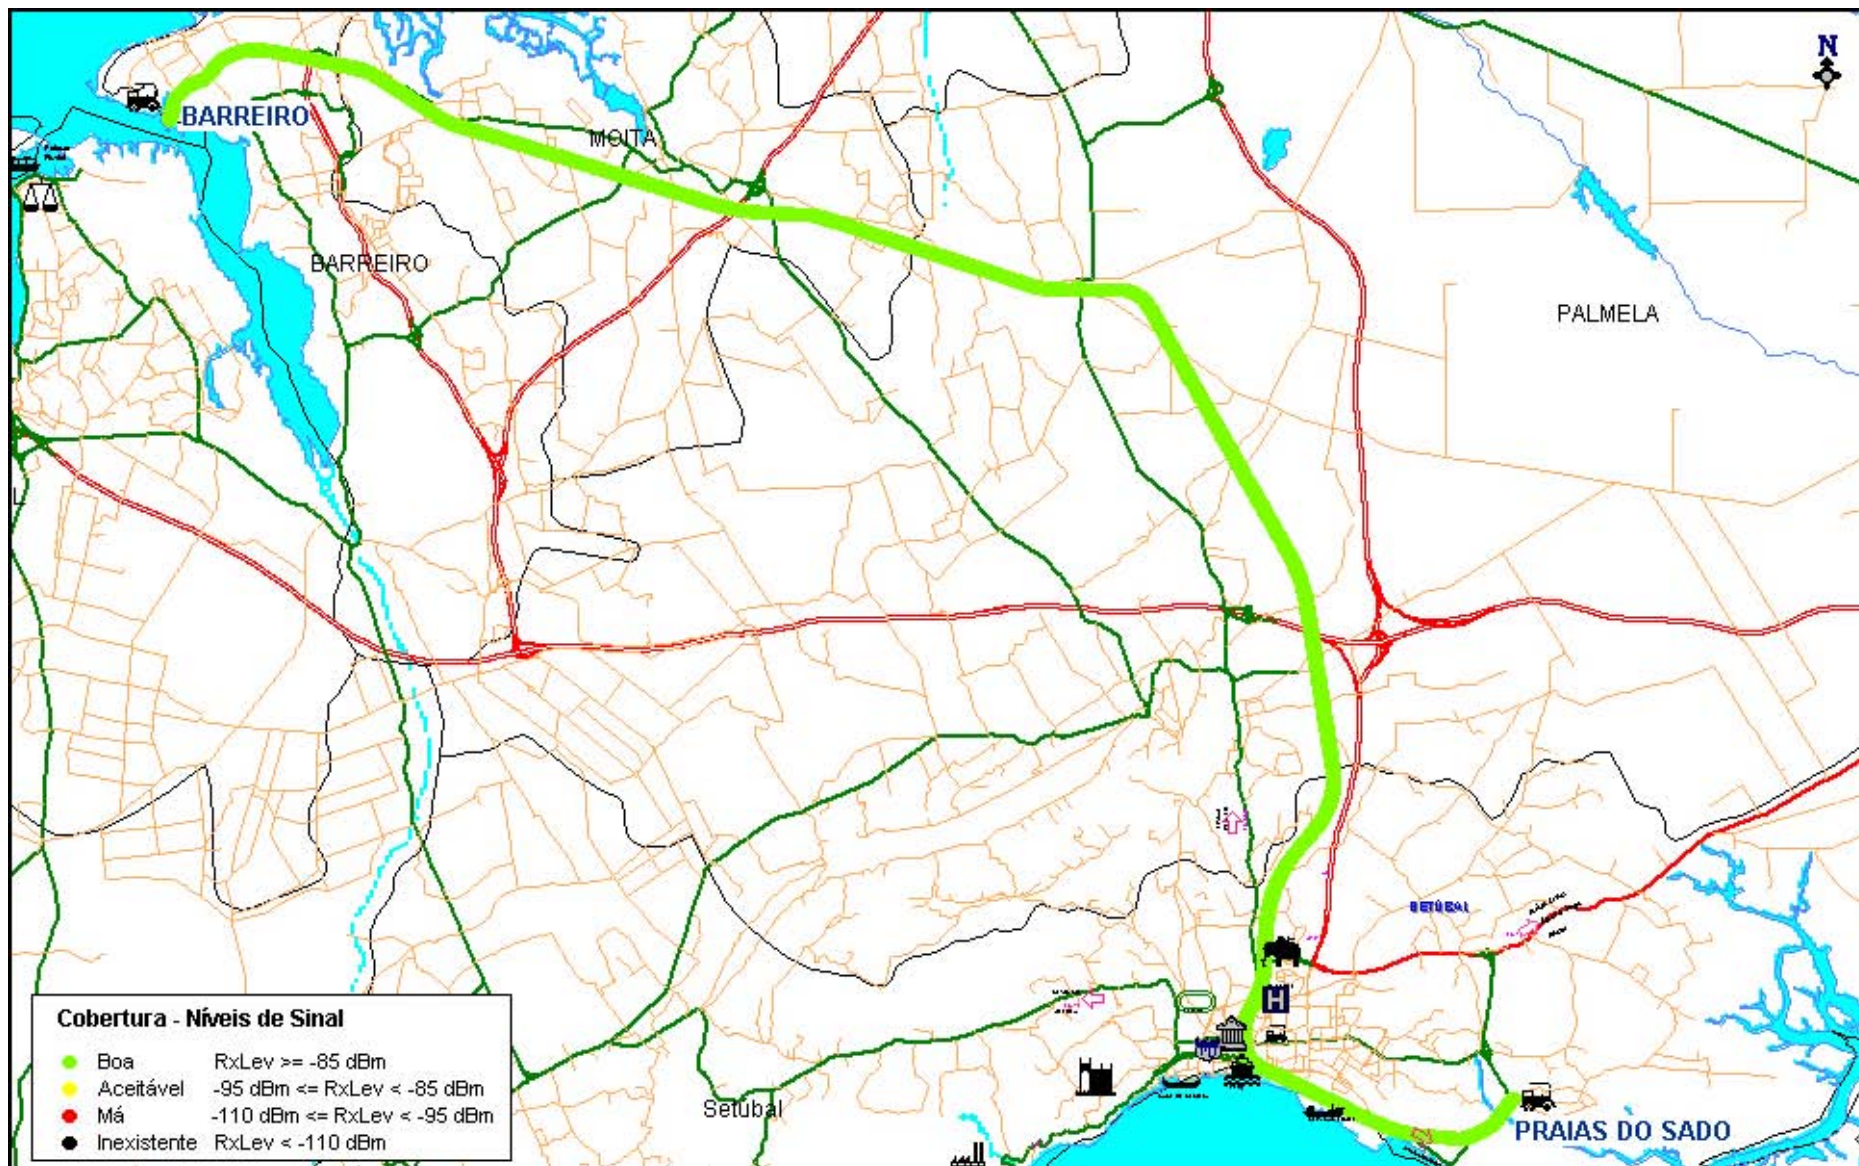 N
BARREIRO
MOITA
BARREIRO
PALMELA
SETÚBAL
H
Cobertura - Níveis de Sinal
Boa RxLev >= -85 dBm
Aceitável -95 dBm <= RxLev < -85 dBm
Má -110 dBm <= RxLev < -95 dBm
Inexistente RxLev < -110 dBm
Setubal
PRAIAS DO SADO